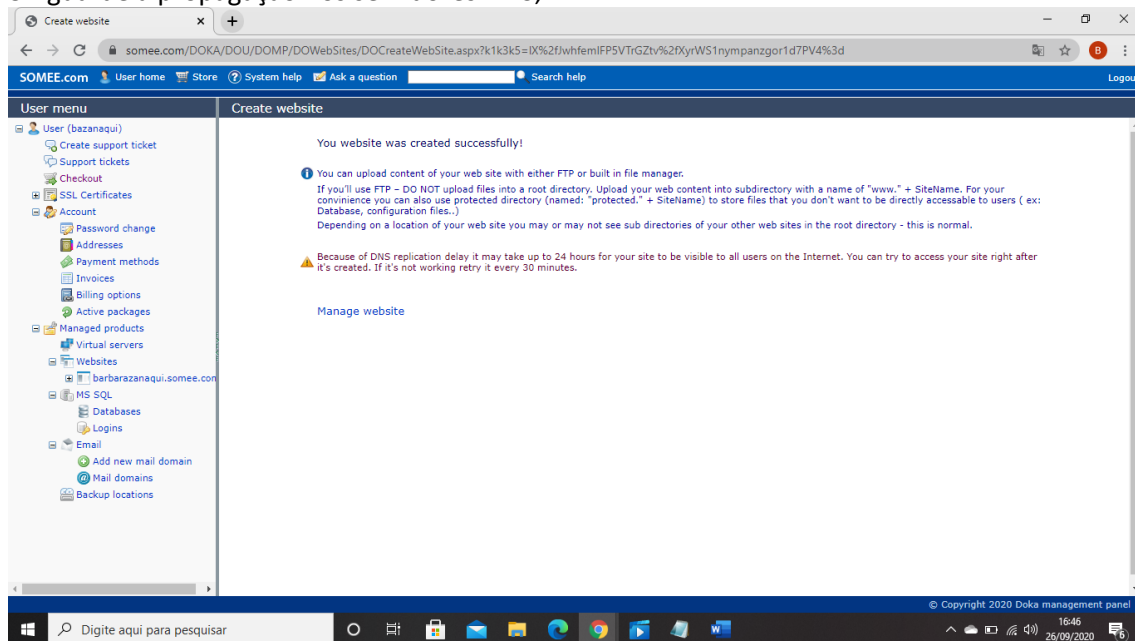 Create website
somee.com/DOKA/DOU/DOMP/DOWebSites/DOCreateWebSite.aspx?k1k3k5=IX%2fJwhfemIFP5VTrGZtv%2fXyrWS1nympanzgor1d7PV4%3d
B
SOMEE.com User home Store System help Ask a question Search help Logou
User menu
Create website
User (bazanaqui)
Create support ticket
Support tickets
Checkout
SSL Certificates
Account
Password change
Addresses
Payment methods
Invoices
Billing options
Active packages
Managed products
Virtual servers
Websites
barbarazanaqui.somee.con
MS SQL
Databases
Logins
Email
Add new mail domain
Mail domains
Backup locations
You website was created successfully!
You can upload content of your web site with either FTP or built in file manager.
If you'll use FTP - DO NOT upload files into a root directory. Upload your web content into subdirectory with a name of "www." + SiteName. For your
convinience you can also use protected directory (named: "protected." + SiteName) to store files that you don't want to be directly accessable to users ( ex:
Database, configuration files..)
Depending on a location of your web site you may or may not see sub directories of your other web sites in the root directory - this is normal.
Because of DNS replication delay it may take up to 24 hours for your site to be visible to all users on the Internet. You can try to access your site right after
it's created. If it's not working retry it every 30 minutes.
Manage website
© Copyright 2020 Doka management panel
Digite aqui para pesquisar
16:46
26/09/2020